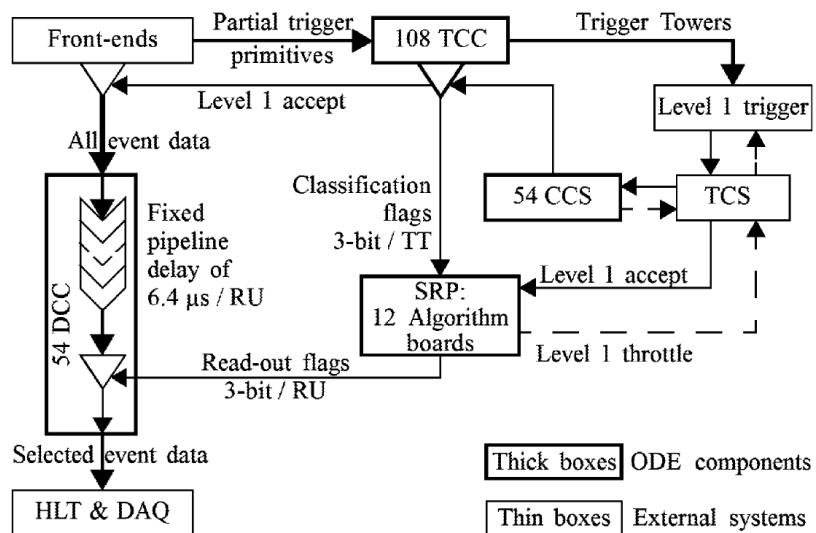 Front-ends
Partial trigger
primitives
108 TCC
Trigger Towers
Level 1 accept
Level 1 trigger
All event data
Classification
flags
3-bit / TT
54 CCS
TCS
Fixed
pipeline
delay of
6.4 µs / RU
54 DCC
SRP:
12 Algorithm
boards
Level 1 accept
Level 1 throttle
Read-out flags
3-bit / RU
Selected event data
HLT & DAQ
Thick boxes ODE components
Thin boxes External systems